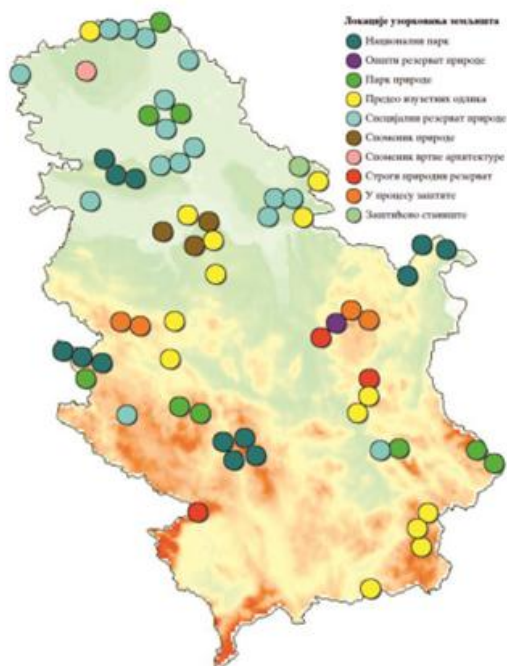 Локације узорковања земљишта
Национални парк
Општи резерват природе
Парк природе
Предео изузетних одлика
Специјални резерват природе
Споменик природе
Споменик вртне архитектуре
Строги природни резерват
У процесу заштите
Заштићено станиште